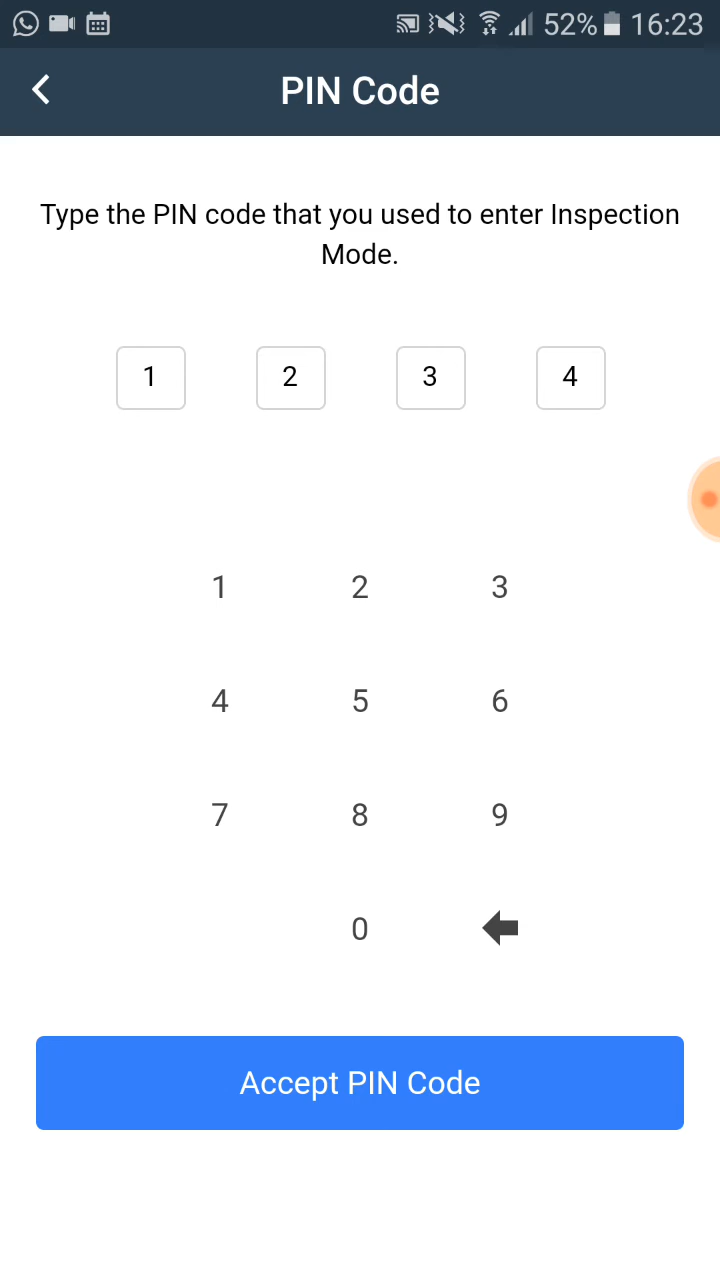 52% 16:23
PIN Code
Type the PIN code that you used to enter Inspection
Mode.
1 2 3 4
1 2 3
4 5 6
7 8 9
0
Accept PIN Code